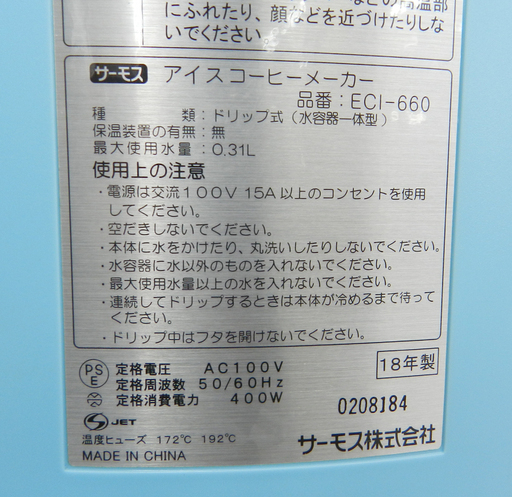 にふれたり、顔などを近づけたりしな
いでください
サーモス アイスコーヒーメーカー
品番：ECI-660
種 類：ドリップ式（水容器一体型）
保温装置の有無：無
最大使用水量：0.31L
使用上の注意
・電源は交流100V 15A以上のコンセントを使用
してください。
・空だきしないでください。
・本体に水をかけたり、丸洗いしたりしないでください。
・水容器に水以外のものを入れないでください。
・最大使用水量以上の水を入れないでください。
・連続してドリップするときは本体が冷めるまで待って
ください。
・ドリップ中はフタを開けないでください。
PSE 定格電圧 AC100V 18年製
定格周波数 50/60Hz
定格消費電力 400W 0208184
S JET
温度ヒューズ 172℃ 192℃ サーモス株式会社
MADE IN CHINA